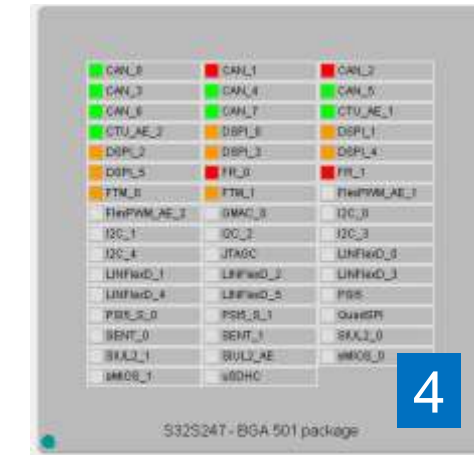 CAN_0 CAN_1 CAN_2
CAN_3 CAN_4 CAN_5
CAN_6 CAN_7 CTU_AE_1
CTU_AE_2 DSPI_0 DSPI_1
DSPI_2 DSPI_3 DSPI_4
DSPI_5 FR_0 FR_1
FTM_0 FTM_1 FlexPWM_AE_1
FlexPWM_AE_2 GMAC_0 I2C_0
I2C_1 I2C_2 I2C_3
I2C_4 JTAGC LINFlexD_0
LINFlexD_1 LINFlexD_2 LINFlexD_3
LINFlexD_4 LINFlexD_5 PSI5
PSI5_S_0 PSI5_S_1 QuadSPI
SENT_0 SENT_1 SIUL2_0
SIUL2_1 SIUL2_AE eMIOS_0
eMIOS_1 uSDHC
4
S32S247 - BGA 501 package